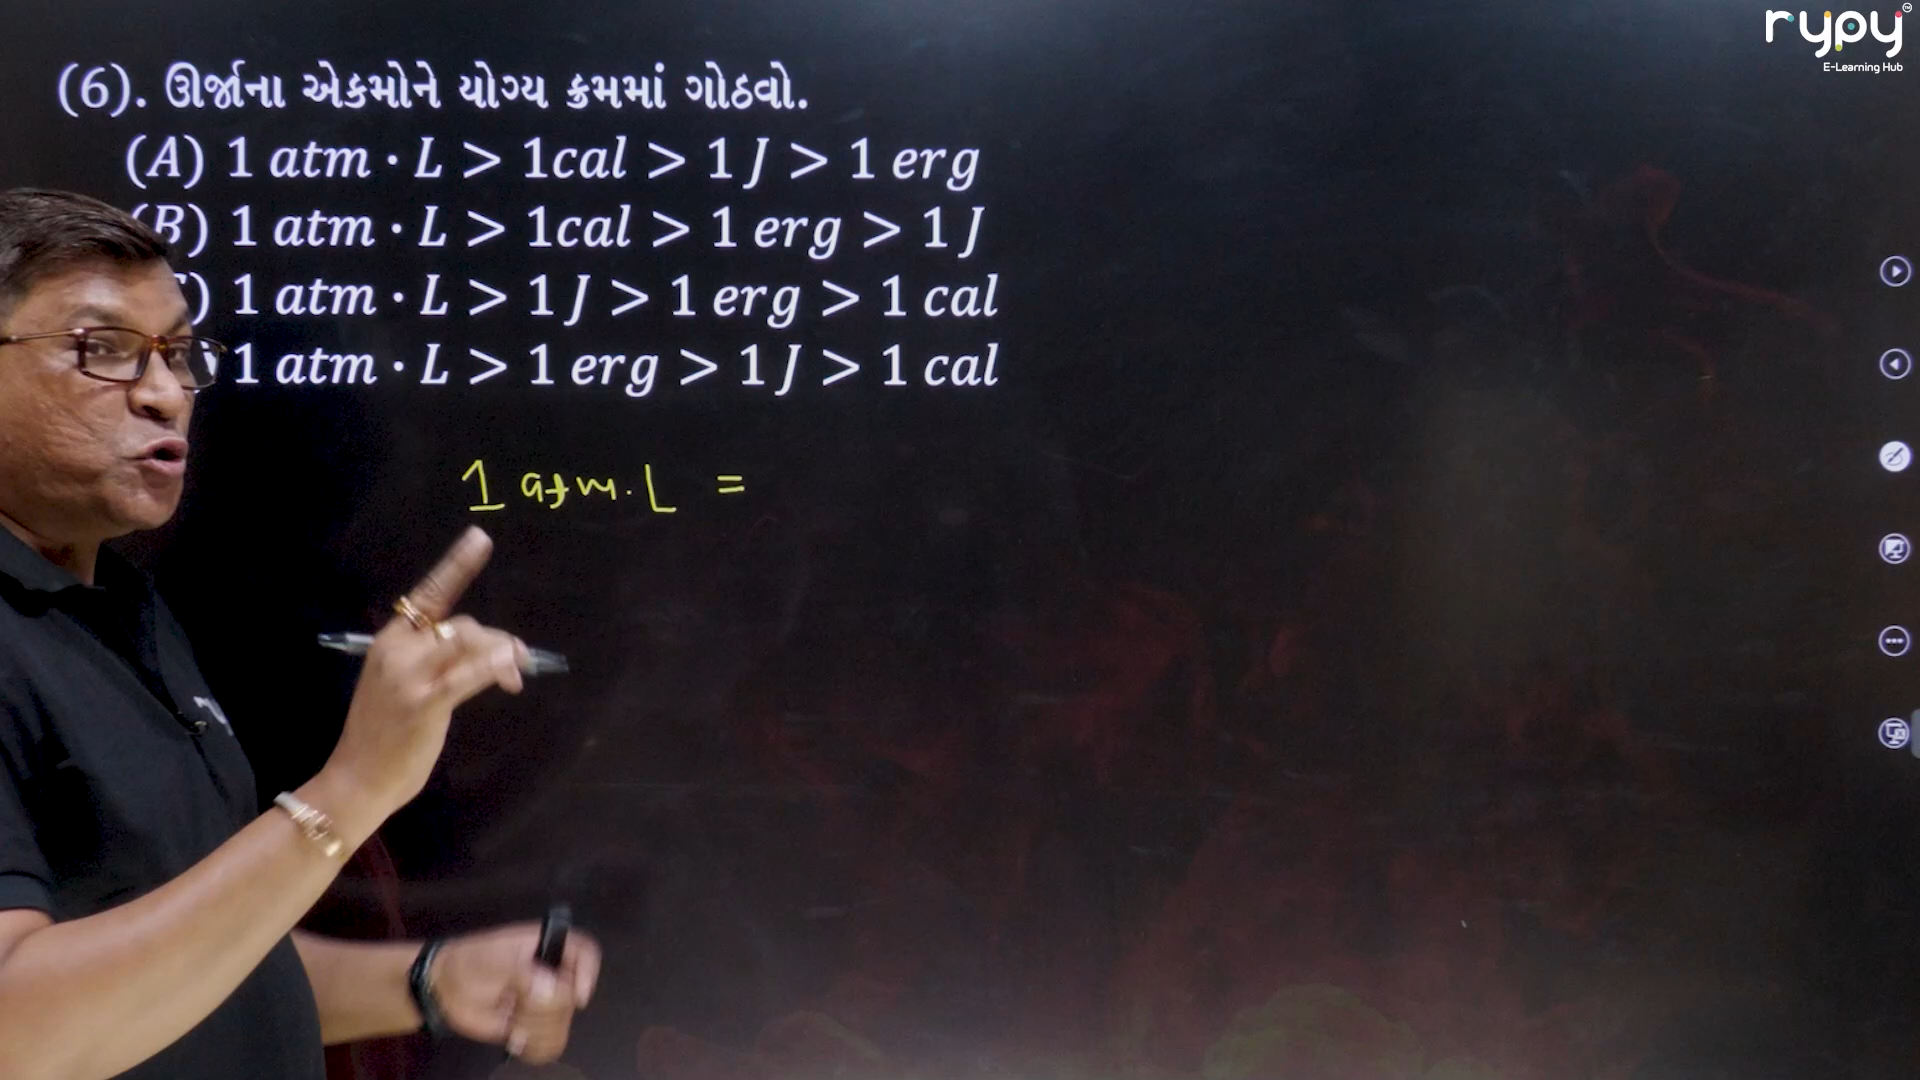 rypy
TM
E-Learning Hub
(6). ઊર્જાના એકમોને યોગ્ય ક્રમમાં ગોઠવો.
(A) 1 atm · L > 1cal > 1 J > 1 erg
B) 1 atm · L > 1cal > 1 erg > 1 J
) 1 atm · L > 1 J > 1 erg > 1 cal
1 atm · L > 1 erg > 1 J > 1 cal
1 atm. L =